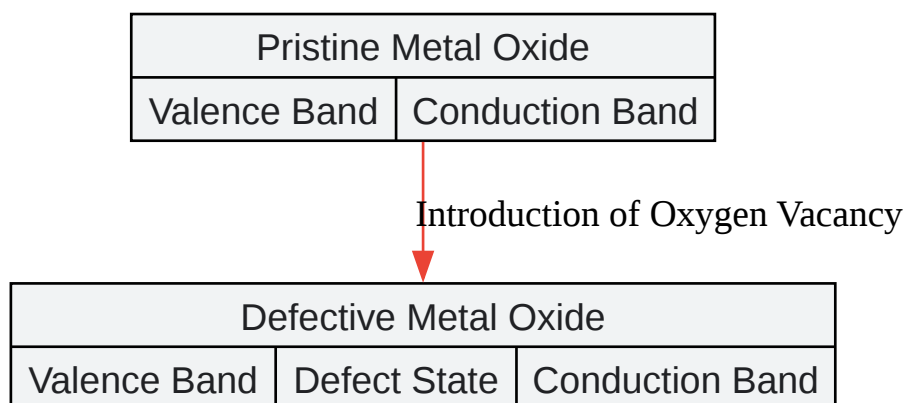 Pristine Metal Oxide
Valence Band Conduction Band
Introduction of Oxygen Vacancy
Defective Metal Oxide
Valence Band Defect State Conduction Band